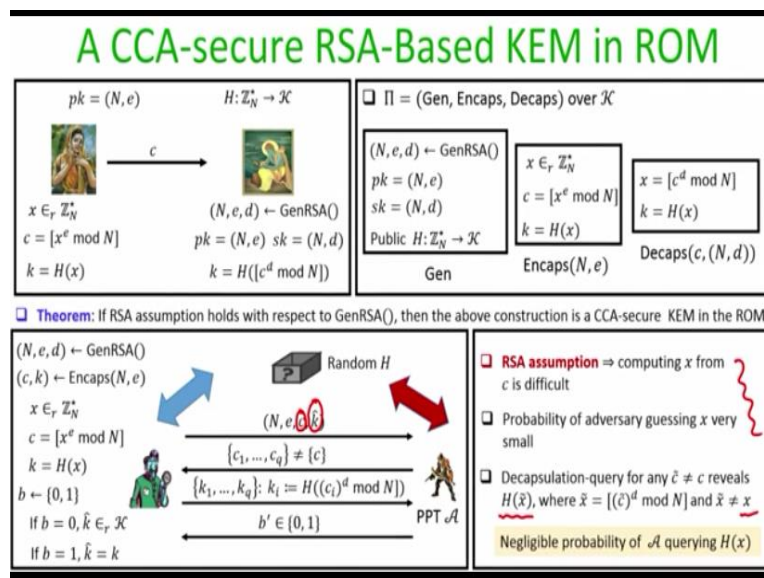 A CCA-secure RSA-Based KEM in ROM
pk = (N, e) H: ℤ*_N → 𝒦
c
x ∈_r ℤ*_N (N, e, d) ← GenRSA()
c = [x^e mod N] pk = (N, e) sk = (N, d)
k = H(x) k = H([c^d mod N])
❑ Π = (Gen, Encaps, Decaps) over 𝒦
(N, e, d) ← GenRSA()
pk = (N, e)
sk = (N, d)
Public H: ℤ*_N → 𝒦
Gen
x ∈_r ℤ*_N
c = [x^e mod N]
k = H(x)
Encaps(N, e)
x = [c^d mod N]
k = H(x)
Decaps(c, (N, d))
❑ Theorem: If RSA assumption holds with respect to GenRSA(), then the above construction is a CCA-secure KEM in the ROM
(N, e, d) ← GenRSA()
(c, k) ← Encaps(N, e)
x ∈_r ℤ*_N
c = [x^e mod N]
k = H(x)
b ← {0, 1}
If b = 0, k̂ ∈_r 𝒦
If b = 1, k̂ = k
?
Random H
(N, e, c, k̂)
{c_1, …, c_q} ≠ {c}
{k_1, …, k_q}: k_i ≔ H((c_i)^d mod N)}
b′ ∈ {0, 1}
PPT 𝒜
❑ RSA assumption ⇒ computing x from
c is difficult
❑ Probability of adversary guessing x very
small
❑ Decapsulation-query for any c̃ ≠ c reveals
H(x̃), where x̃ = [(c̃)^d mod N] and x̃ ≠ x
Negligible probability of 𝒜 querying H(x)